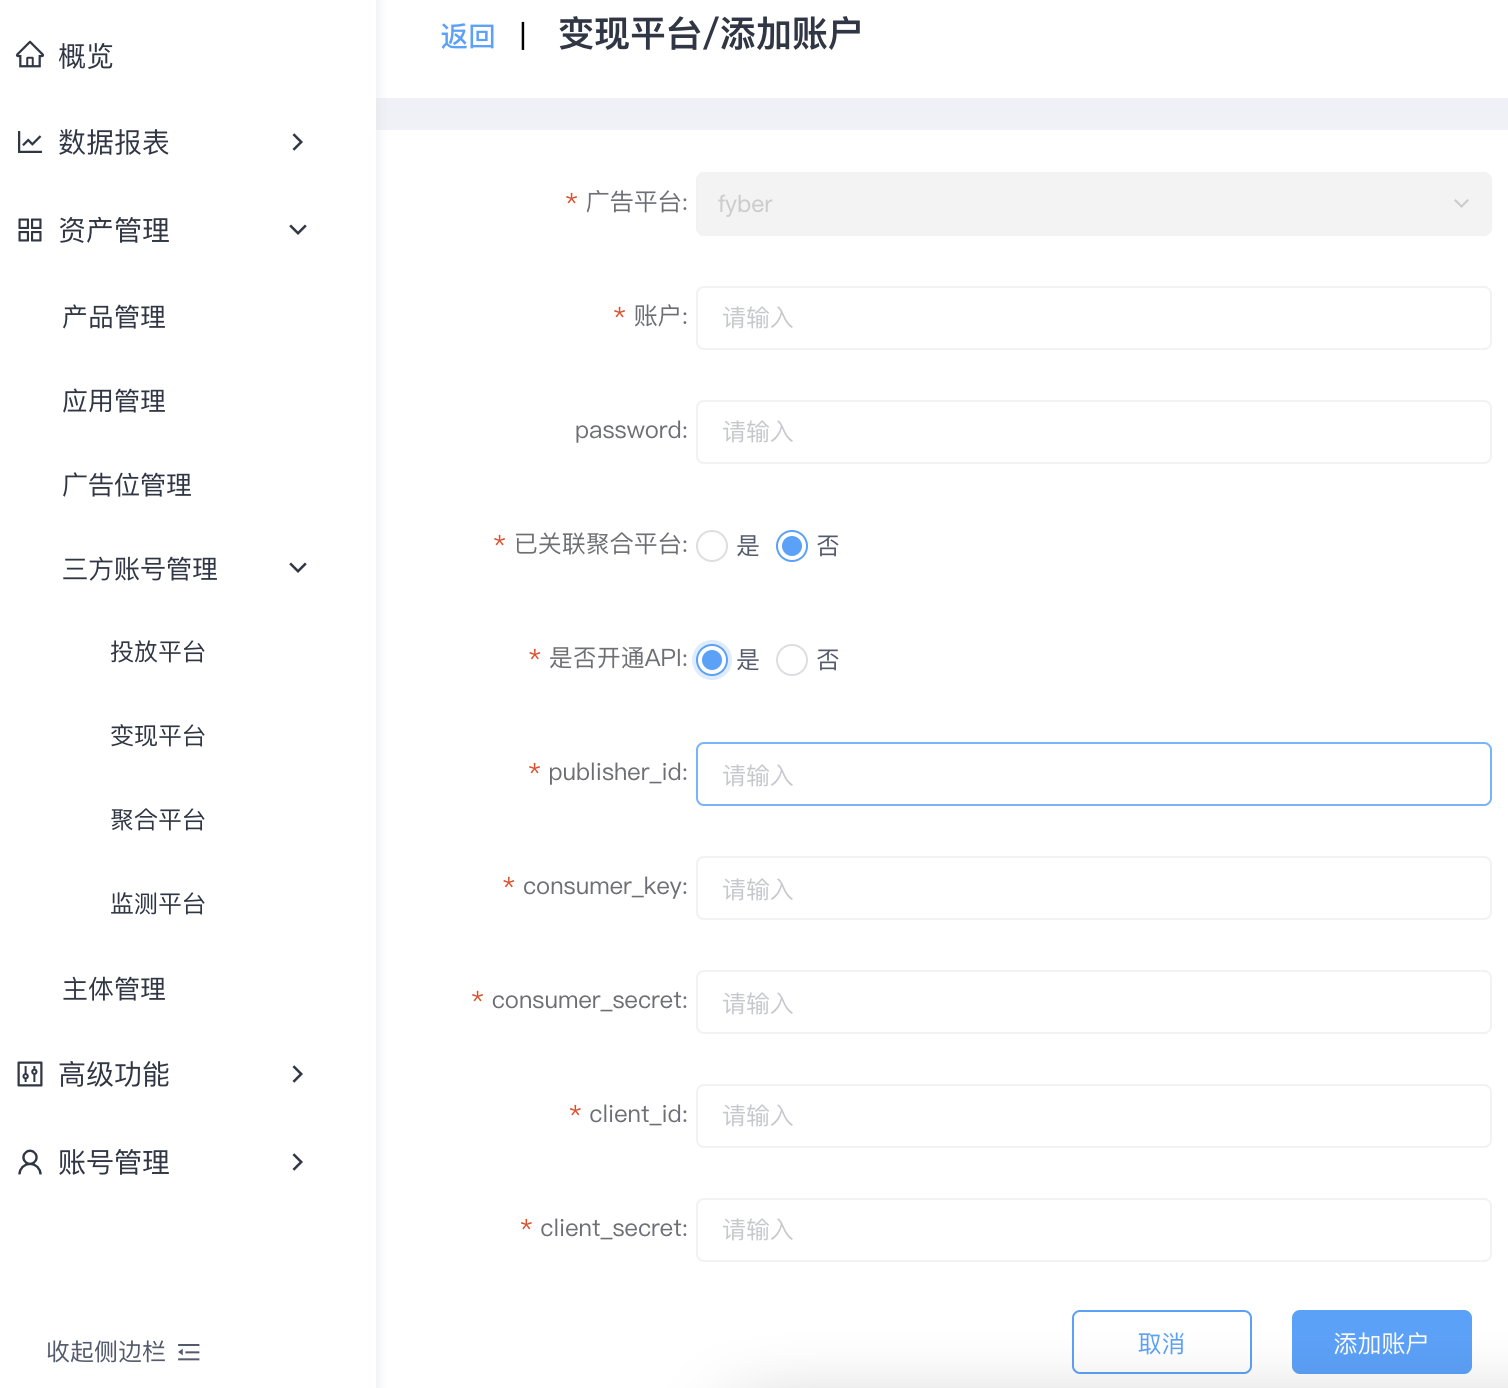 概览
数据报表
资产管理
产品管理
应用管理
广告位管理
三方账号管理
投放平台
变现平台
聚合平台
监测平台
主体管理
高级功能
账号管理
收起侧边栏
返回 | 变现平台/添加账户
* 广告平台: fyber
* 账户: 请输入
password: 请输入
* 已关联聚合平台: 是 否
* 是否开通API: 是 否
* publisher_id: 请输入
* consumer_key: 请输入
* consumer_secret: 请输入
* client_id: 请输入
* client_secret: 请输入
取消 添加账户